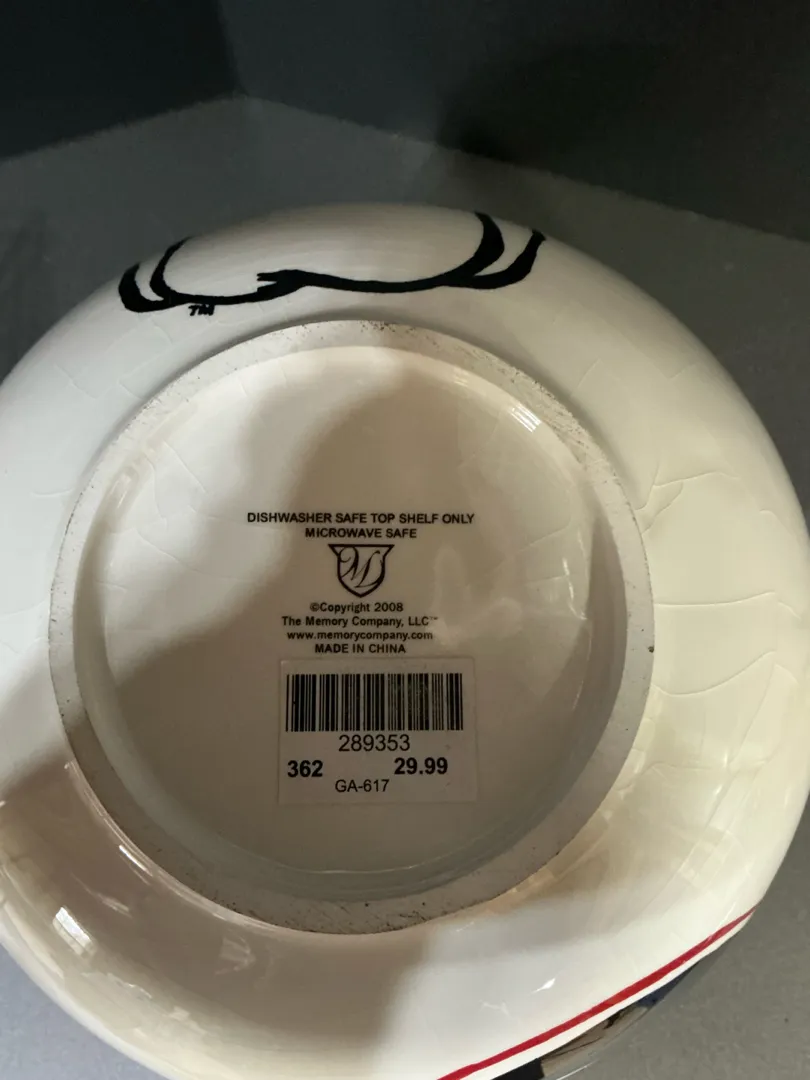 TM
DISHWASHER SAFE TOP SHELF ONLY
MICROWAVE SAFE
M
©Copyright 2008
The Memory Company, LLC™
www.memorycompany.com
MADE IN CHINA
289353
362 29.99
GA-617